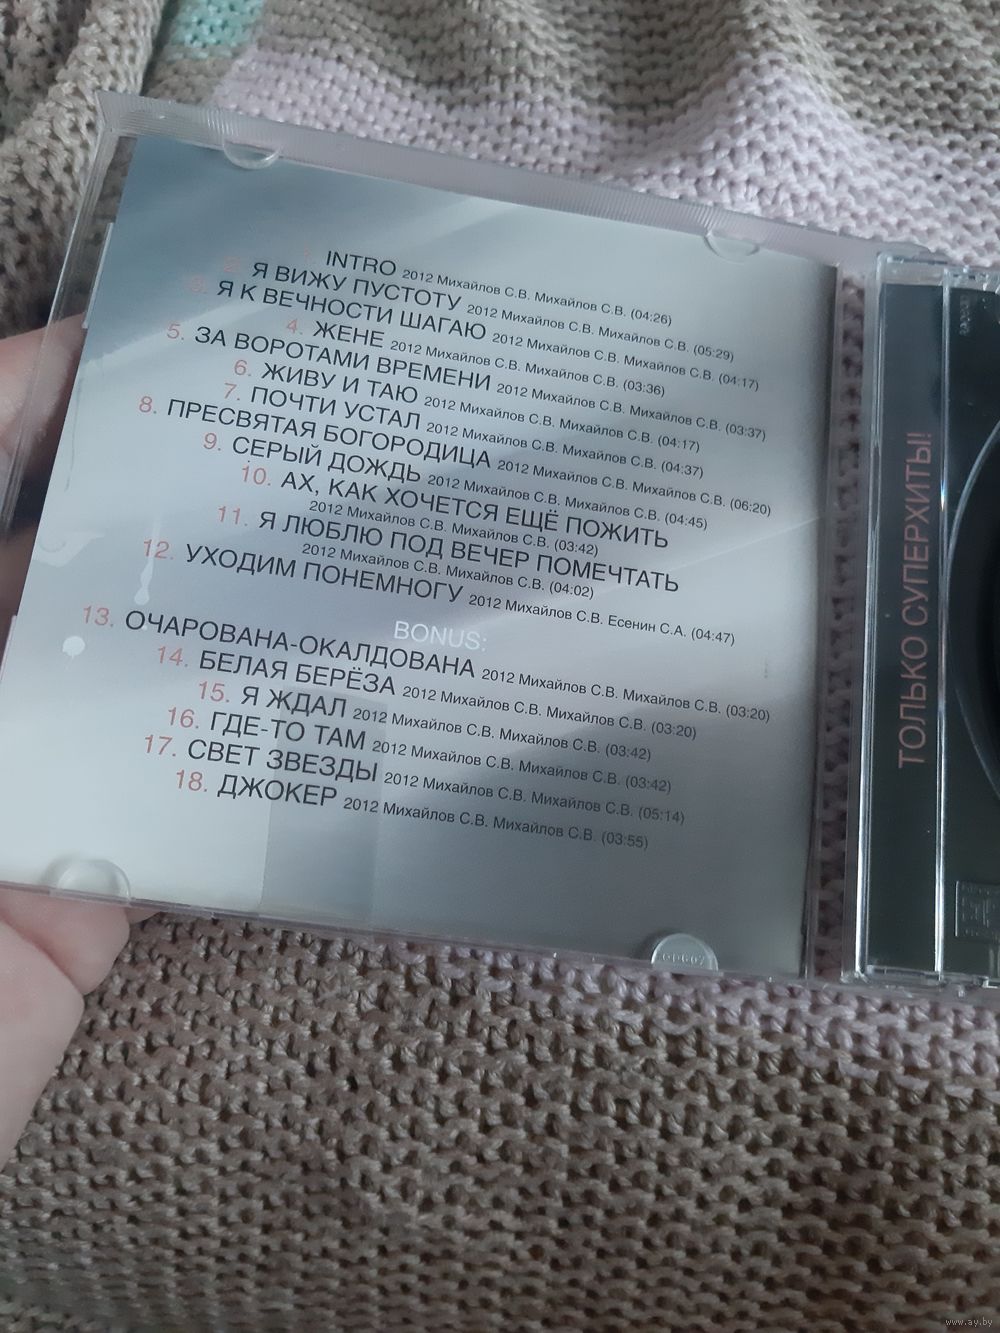 1. INTRO 2012 Михайлов С.В. Михайлов С.В. (04:26)
2. Я ВИЖУ ПУСТОТУ 2012 Михайлов С.В. Михайлов С.В. (05:29)
3. Я К ВЕЧНОСТИ ШАГАЮ 2012 Михайлов С.В. Михайлов С.В. (04:17)
4. ЖЕНЕ 2012 Михайлов С.В. Михайлов С.В. (03:36)
5. ЗА ВОРОТАМИ ВРЕМЕНИ 2012 Михайлов С.В. Михайлов С.В. (03:37)
6. ЖИВУ И ТАЮ 2012 Михайлов С.В. Михайлов С.В. (04:17)
7. ПОЧТИ УСТАЛ 2012 Михайлов С.В. Михайлов С.В. (04:37)
8. ПРЕСВЯТАЯ БОГОРОДИЦА 2012 Михайлов С.В. Михайлов С.В. (06:20)
9. СЕРЫЙ ДОЖДЬ 2012 Михайлов С.В. Михайлов С.В. (04:45)
10. АХ, КАК ХОЧЕТСЯ ЕЩЁ ПОЖИТЬ
2012 Михайлов С.В. Михайлов С.В. (03:42)
11. Я ЛЮБЛЮ ПОД ВЕЧЕР ПОМЕЧТАТЬ
2012 Михайлов С.В. Михайлов С.В. (04:02)
12. УХОДИМ ПОНЕМНОГУ 2012 Михайлов С.В. Есенин С.А. (04:47)
BONUS:
13. ОЧАРОВАНА-ОКАЛДОВАНА 2012 Михайлов С.В. Михайлов С.В. (03:20)
14. БЕЛАЯ БЕРЁЗА 2012 Михайлов С.В. Михайлов С.В. (03:20)
15. Я ЖДАЛ 2012 Михайлов С.В. Михайлов С.В. (03:42)
16. ГДЕ-ТО ТАМ 2012 Михайлов С.В. Михайлов С.В. (03:42)
17. СВЕТ ЗВЕЗДЫ 2012 Михайлов С.В. Михайлов С.В. (05:14)
18. ДЖОКЕР 2012 Михайлов С.В. Михайлов С.В. (03:55)
ТОЛЬКО СУПЕРХИТЫ!
www.ay.by